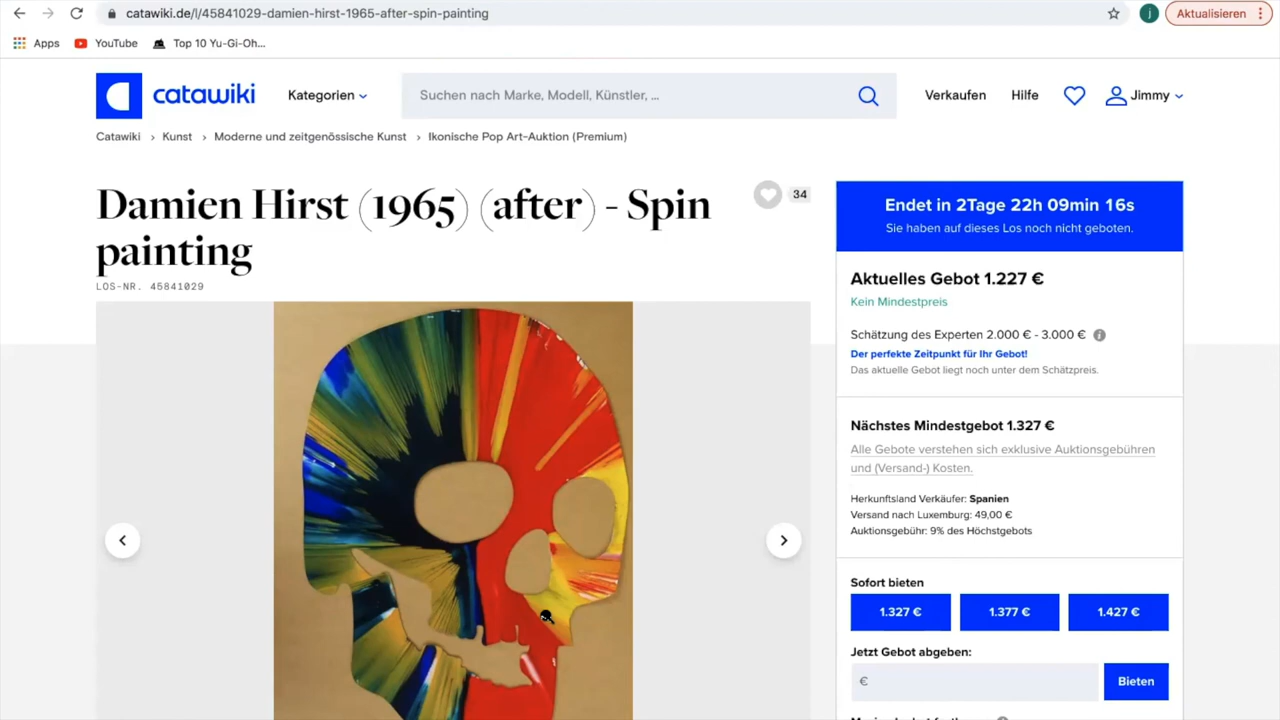 catawiki.de/l/45841029-damien-hirst-1965-after-spin-painting
j
Aktualisieren
Apps
YouTube
Top 10 Yu-Gi-Oh...
catawiki
Kategorien
Suchen nach Marke, Modell, Künstler, ...
Verkaufen
Hilfe
Jimmy
Catawiki > Kunst > Moderne und zeitgenössische Kunst > Ikonische Pop Art-Auktion (Premium)
Damien Hirst (1965) (after) - Spin
painting
34
LOS-NR. 45841029
Endet in 2Tage 22h 09min 16s
Sie haben auf dieses Los noch nicht geboten.
Aktuelles Gebot 1.227 €
Kein Mindestpreis
Schätzung des Experten 2.000 € - 3.000 €
Der perfekte Zeitpunkt für Ihr Gebot!
Das aktuelle Gebot liegt noch unter dem Schätzpreis.
Nächstes Mindestgebot 1.327 €
Alle Gebote verstehen sich exklusive Auktionsgebühren
und (Versand-) Kosten.
Herkunftsland Verkäufer: Spanien
Versand nach Luxemburg: 49,00 €
Auktionsgebühr: 9% des Höchstgebots
Sofort bieten
1.327 €
1.377 €
1.427 €
Jetzt Gebot abgeben:
€
Bieten